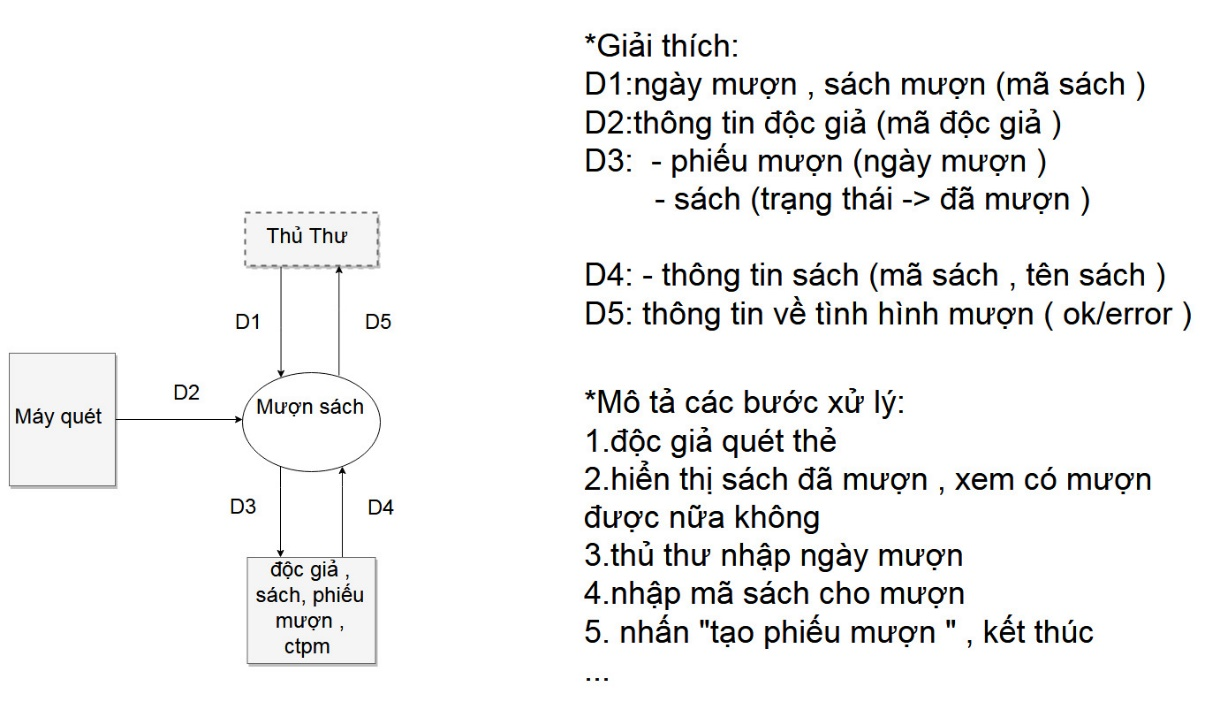 *Giải thích:
D1:ngày mượn , sách mượn (mã sách )
D2:thông tin độc giả (mã độc giả )
D3: - phiếu mượn (ngày mượn )
- sách (trạng thái -> đã mượn )
D4: - thông tin sách (mã sách , tên sách )
D5: thông tin về tình hình mượn ( ok/error )
*Mô tả các bước xử lý:
1.độc giả quét thẻ
2.hiển thị sách đã mượn , xem có mượn
được nữa không
3.thủ thư nhập ngày mượn
4.nhập mã sách cho mượn
5. nhấn "tạo phiếu mượn " , kết thúc
...
Thủ Thư
D1
D5
Máy quét
D2
Mượn sách
D3
D4
độc giả ,
sách, phiếu
mượn ,
ctpm